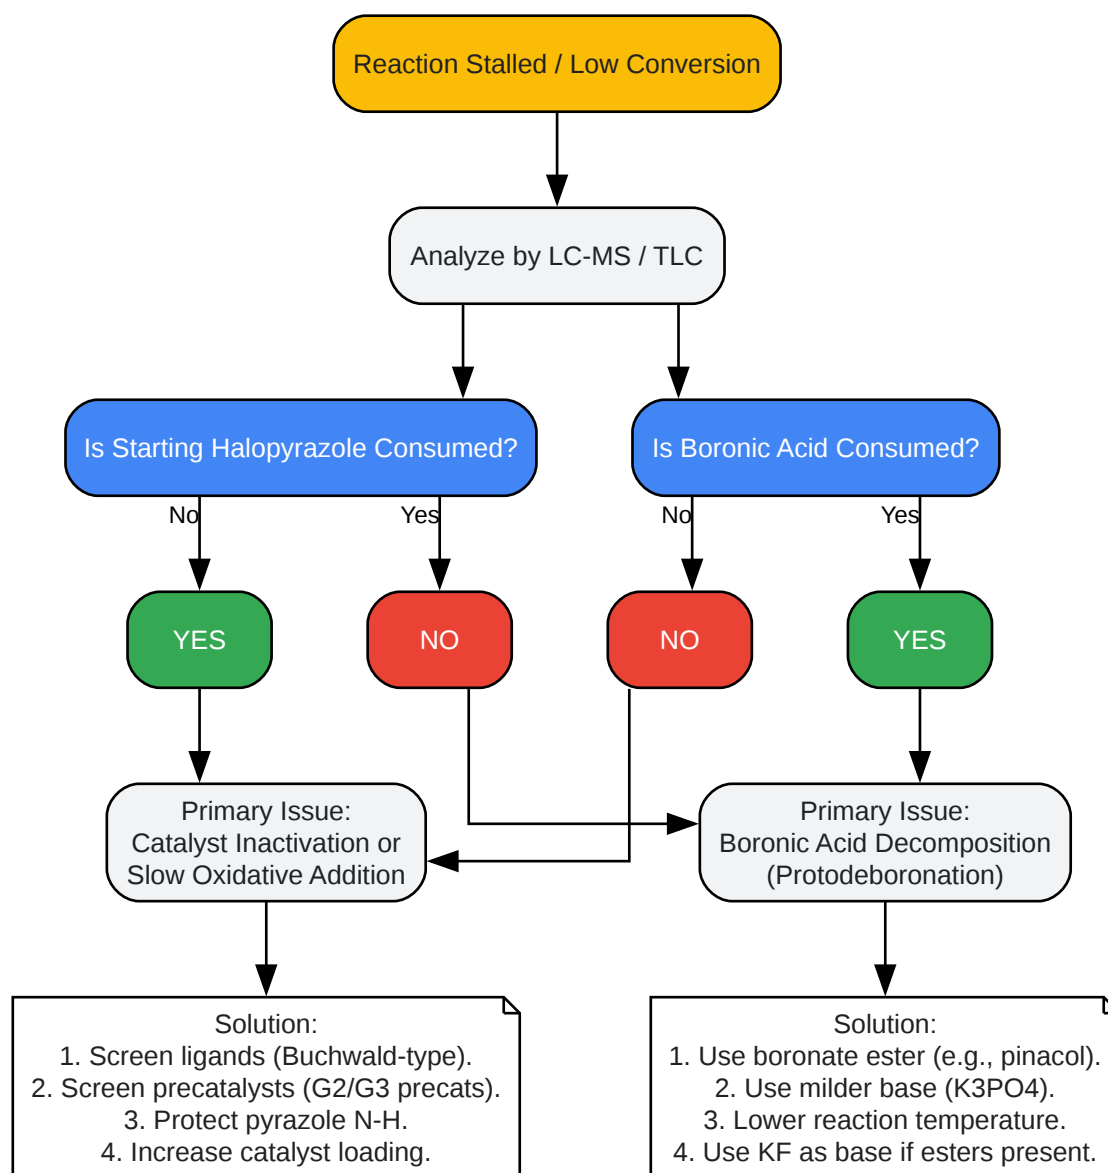 Reaction Stalled / Low Conversion
Analyze by LC-MS / TLC
Is Starting Halopyrazole Consumed?
Is Boronic Acid Consumed?
No
Yes
No
Yes
YES
NO
NO
YES
Primary Issue:
Catalyst Inactivation or
Slow Oxidative Addition
Primary Issue:
Boronic Acid Decomposition
(Protodeboronation)
Solution:
1. Screen ligands (Buchwald-type).
2. Screen precatalysts (G2/G3 precats).
3. Protect pyrazole N-H.
4. Increase catalyst loading.
Solution:
1. Use boronate ester (e.g., pinacol).
2. Use milder base (K3PO4).
3. Lower reaction temperature.
4. Use KF as base if esters present.